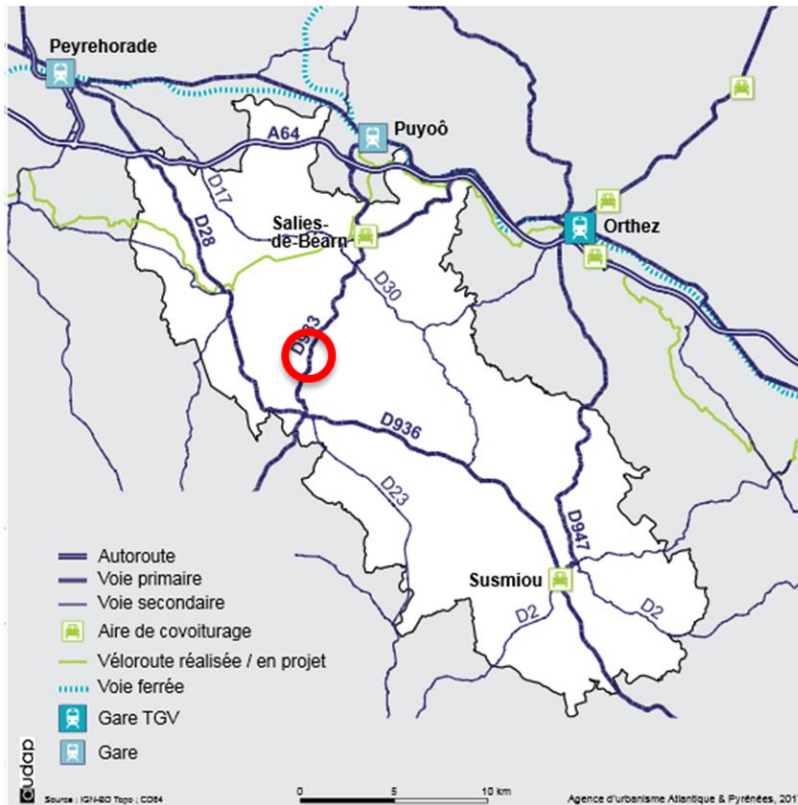 Peyrehorade
Puyoô
A64
D17
D28
Salies-
de-Béarn
Orthez
D30
D936
D23
D947
Susmiou
D2
D2
Autoroute
Voie primaire
Voie secondaire
Aire de covoiturage
Véloroute réalisée / en projet
Voie ferrée
Gare TGV
Gare
audap
Source : IGN-BD Topo ; CD64
0 5 10 km
Agence d'urbanisme Atlantique & Pyrénées, 201